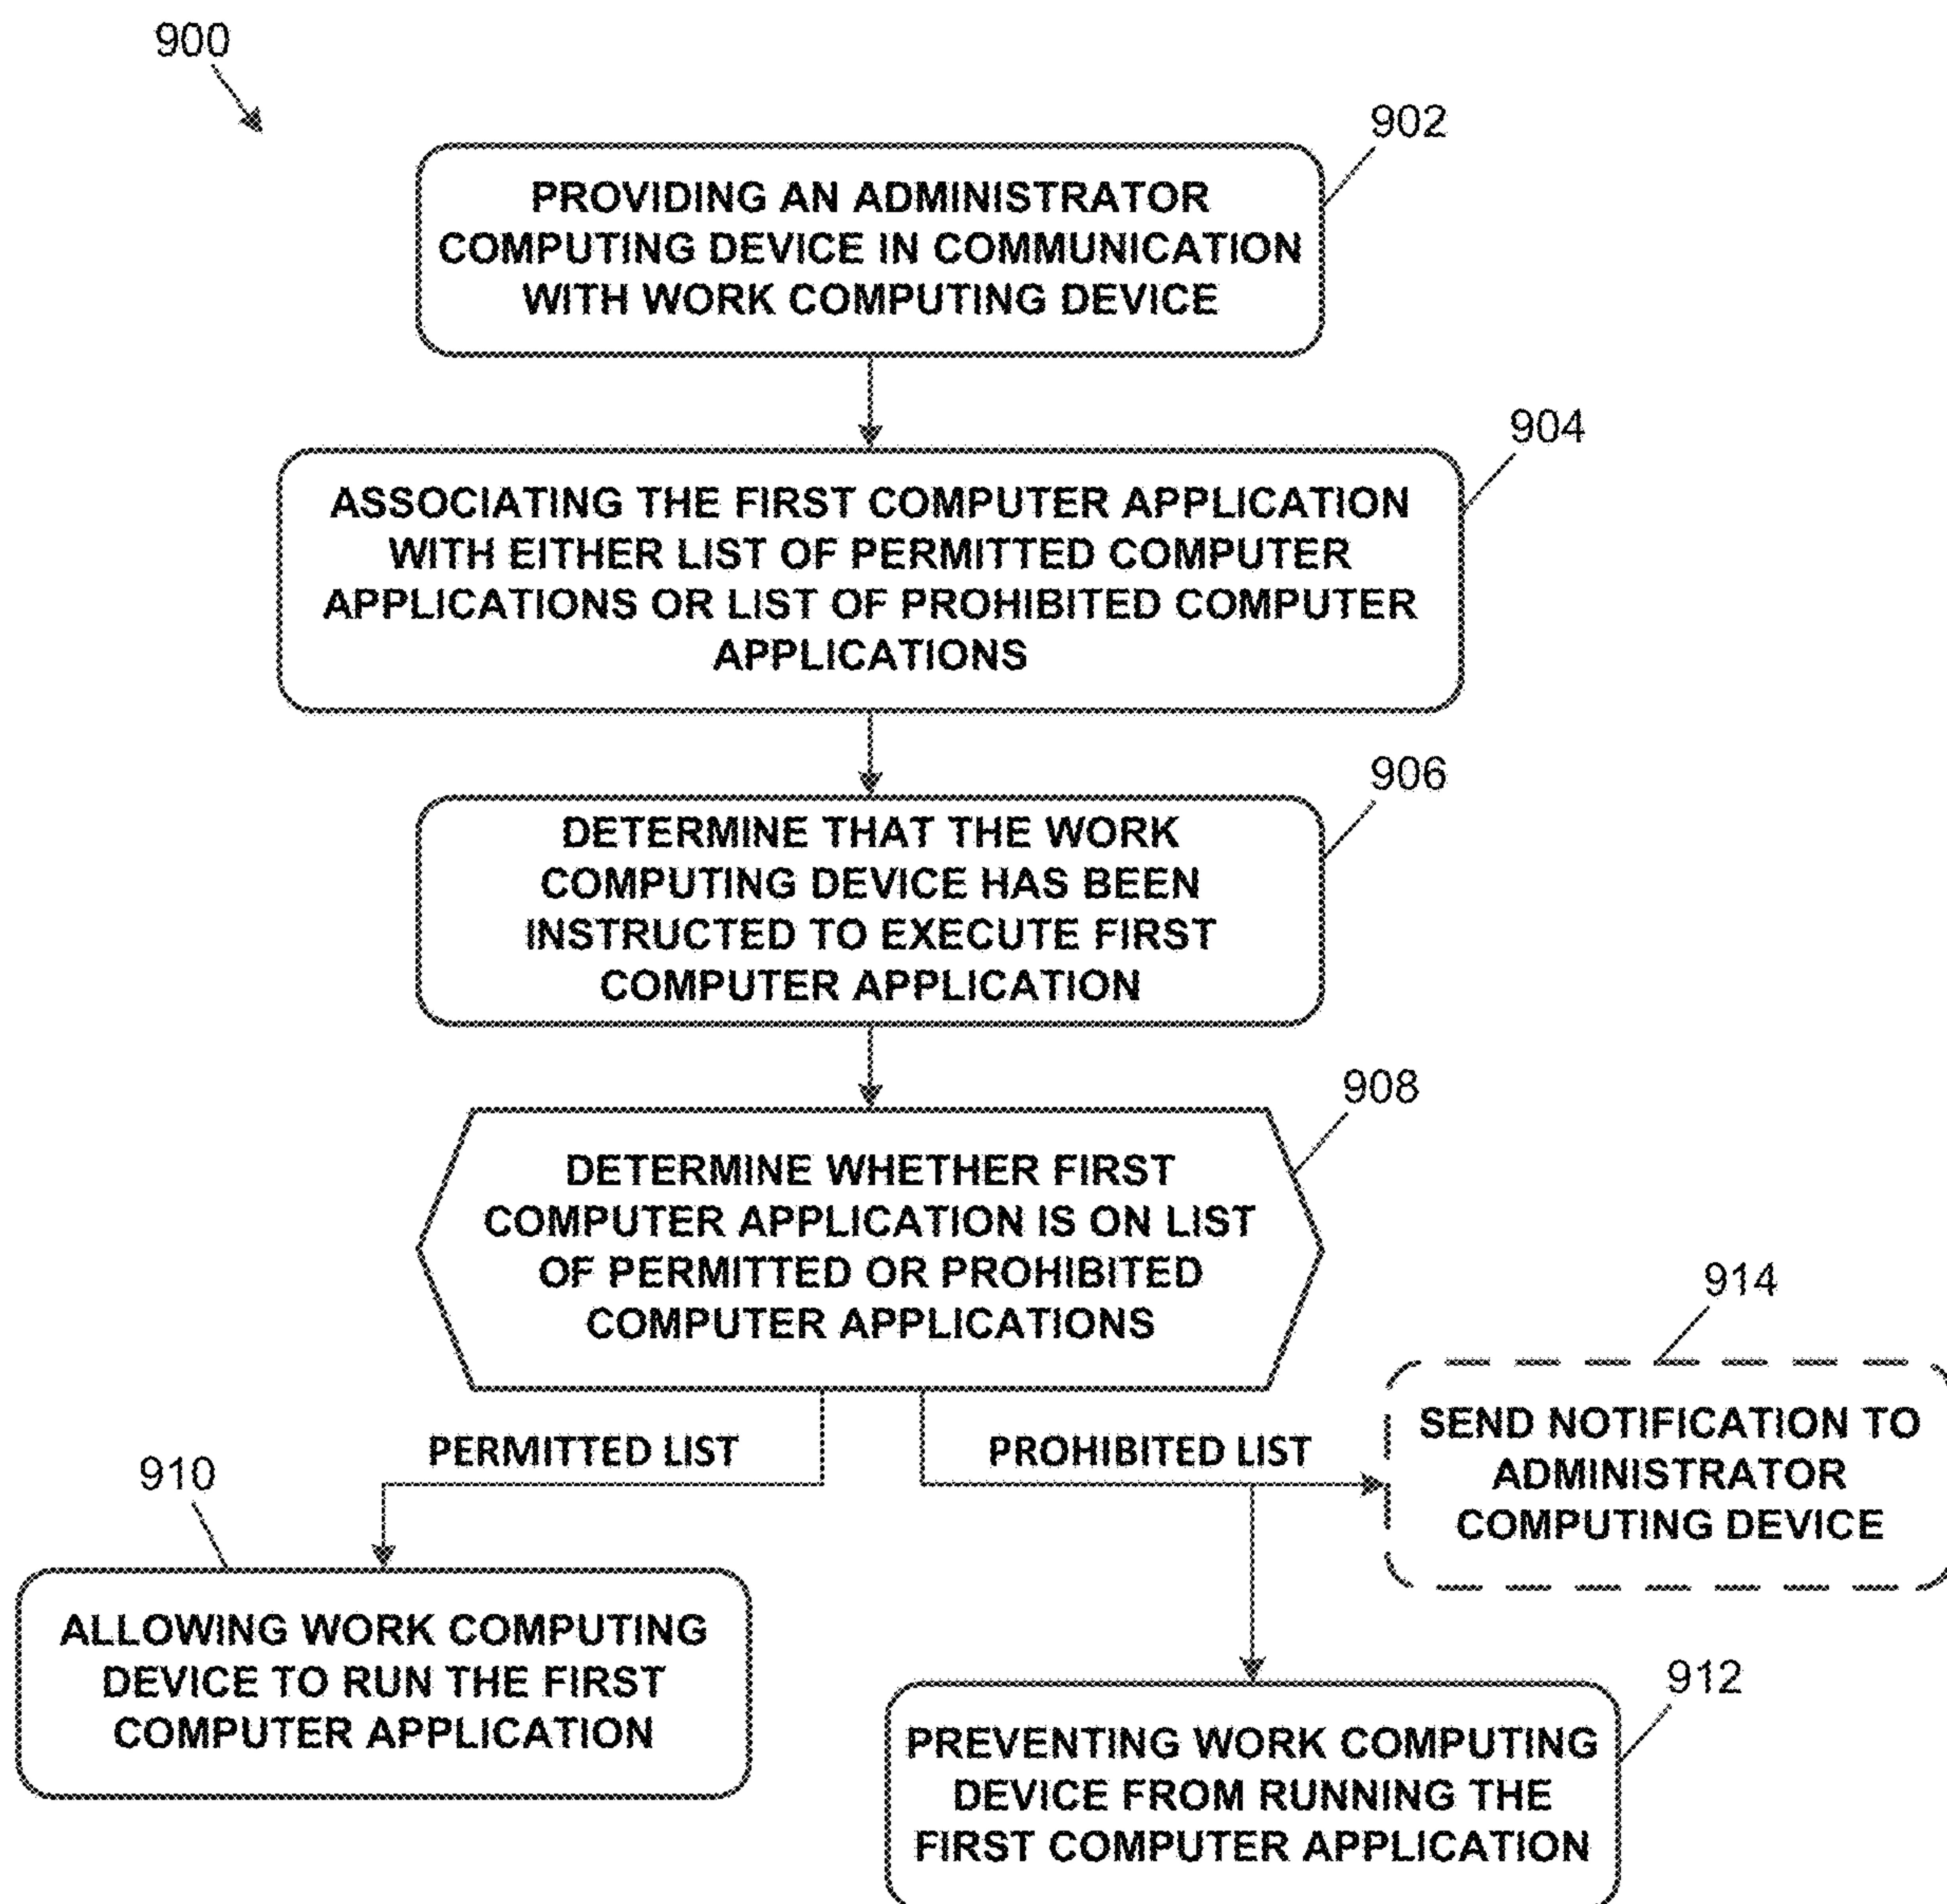 900
902
PROVIDING AN ADMINISTRATOR
COMPUTING DEVICE IN COMMUNICATION
WITH WORK COMPUTING DEVICE
904
ASSOCIATING THE FIRST COMPUTER APPLICATION
WITH EITHER LIST OF PERMITTED COMPUTER
APPLICATIONS OR LIST OF PROHIBITED COMPUTER
APPLICATIONS
906
DETERMINE THAT THE WORK
COMPUTING DEVICE HAS BEEN
INSTRUCTED TO EXECUTE FIRST
COMPUTER APPLICATION
908
DETERMINE WHETHER FIRST
COMPUTER APPLICATION IS ON LIST
OF PERMITTED OR PROHIBITED
COMPUTER APPLICATIONS
PERMITTED LIST
PROHIBITED LIST
914
SEND NOTIFICATION TO
ADMINISTRATOR
COMPUTING DEVICE
910
ALLOWING WORK COMPUTING
DEVICE TO RUN THE FIRST
COMPUTER APPLICATION
912
PREVENTING WORK COMPUTING
DEVICE FROM RUNNING THE
FIRST COMPUTER APPLICATION